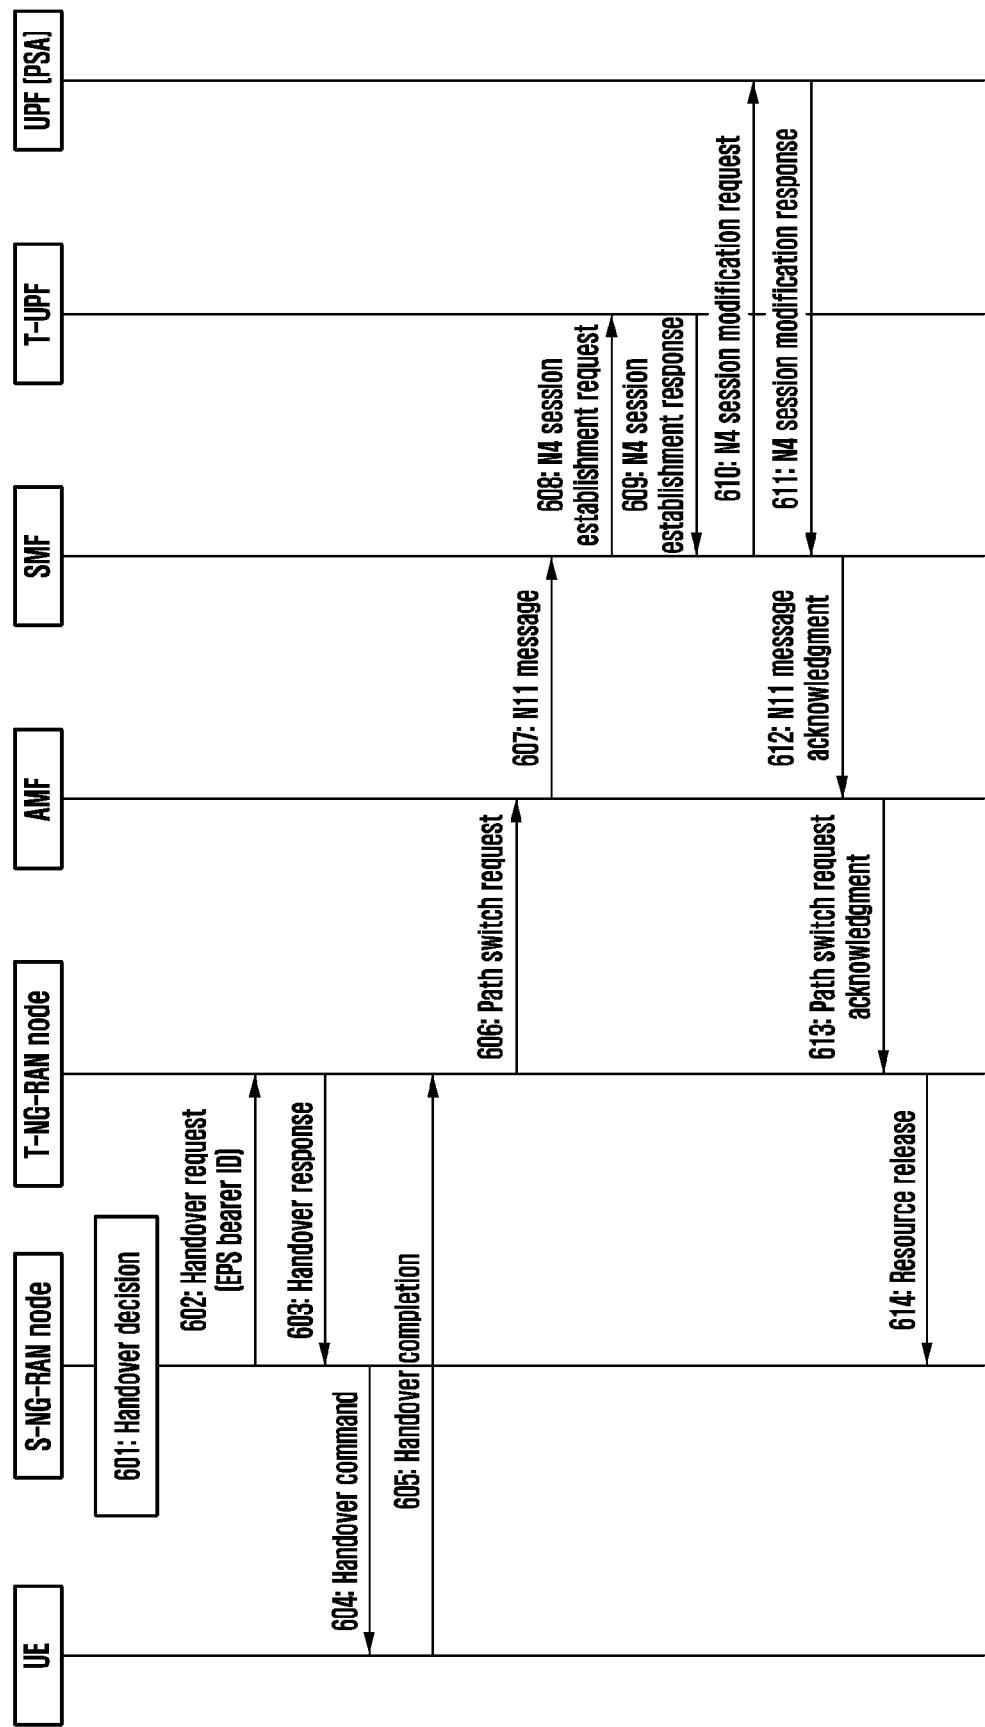 UE
S-NG-RAN node
T-NG-RAN node
AMF
SMF
T-UPF
UPF [PSA]
601: Handover decision
602: Handover request
(EPS bearer ID)
603: Handover response
604: Handover command
605: Handover completion
606: Path switch request
607: N11 message
608: N4 session
establishment request
609: N4 session
establishment response
610: N4 session modification request
611: N4 session modification response
612: N11 message
acknowledgment
613: Path switch request
acknowledgment
614: Resource release